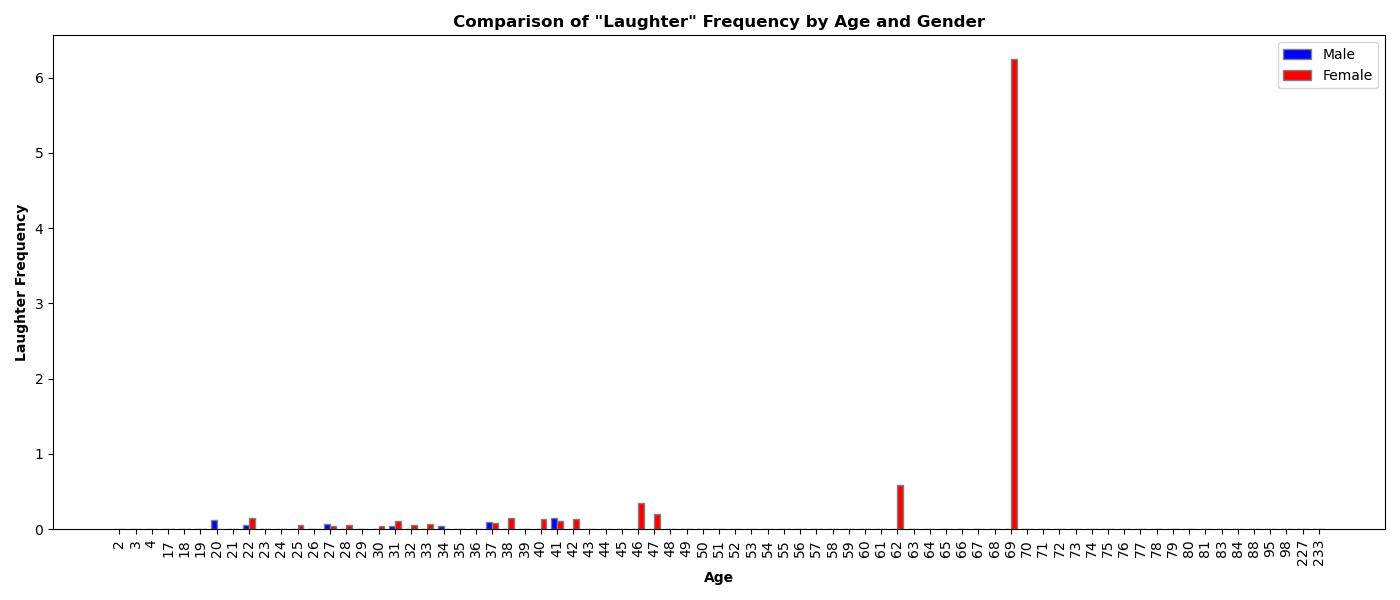 Comparison of "Laughter" Frequency by Age and Gender
Male
Female
Laughter Frequency
6
5
4
3
2
1
0
2 3 4 17 18 19 20 21 22 23 24 25 26 27 28 29 30 31 32 33 34 35 36 37 38 39 40 41 42 43 44 45 46 47 48 49 50 51 52 53 54 55 56 57 58 59 60 61 62 63 64 65 66 67 68 69 70 71 72 73 74 75 76 77 78 79 80 81 83 84 88 95 98 227 233
Age